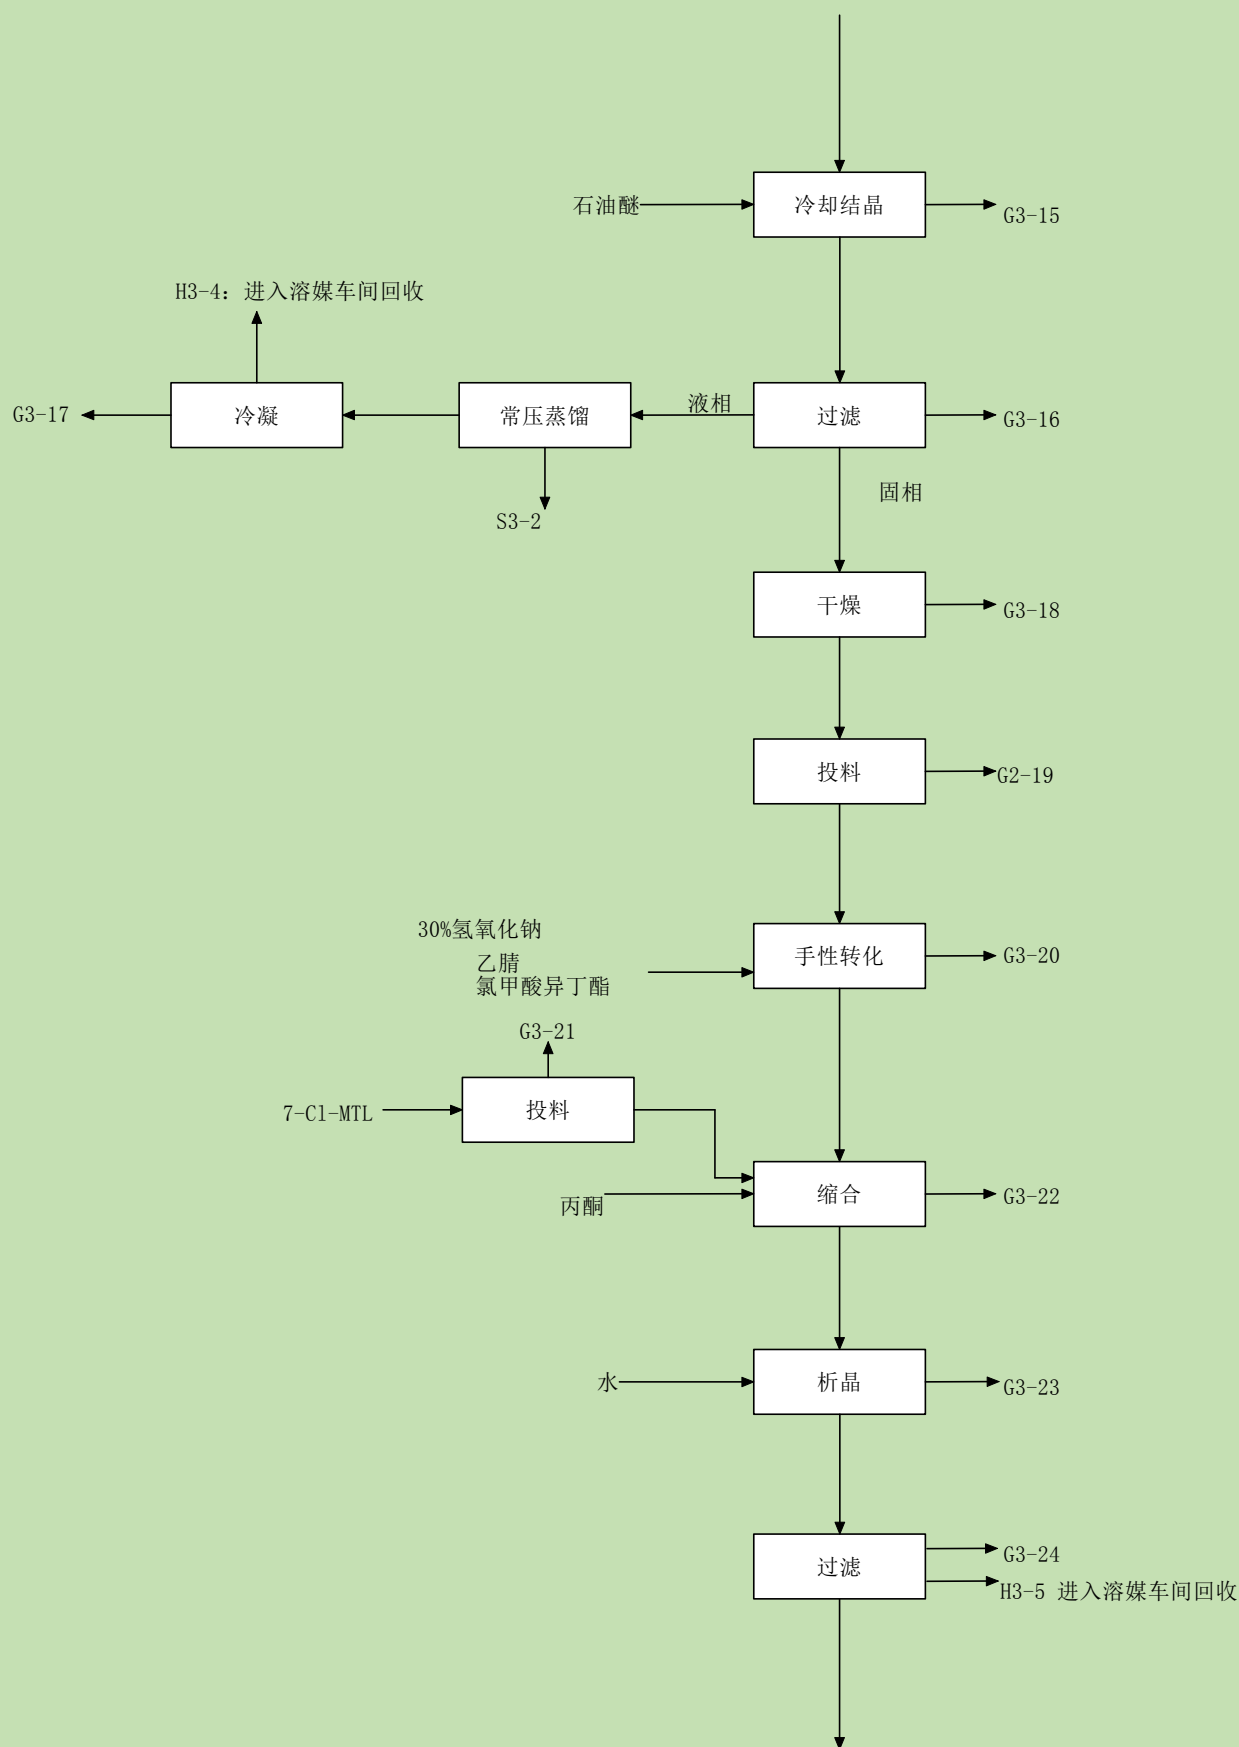 石油醚
冷却结晶
G3-15
H3-4：进入溶媒车间回收
G3-17
冷凝
常压蒸馏
液相
过滤
G3-16
固相
S3-2
干燥
G3-18
投料
G2-19
30%氢氧化钠
乙腈
氯甲酸异丁酯
手性转化
G3-20
G3-21
7-Cl-MTL
投料
丙酮
缩合
G3-22
水
析晶
G3-23
过滤
G3-24
H3-5 进入溶媒车间回收